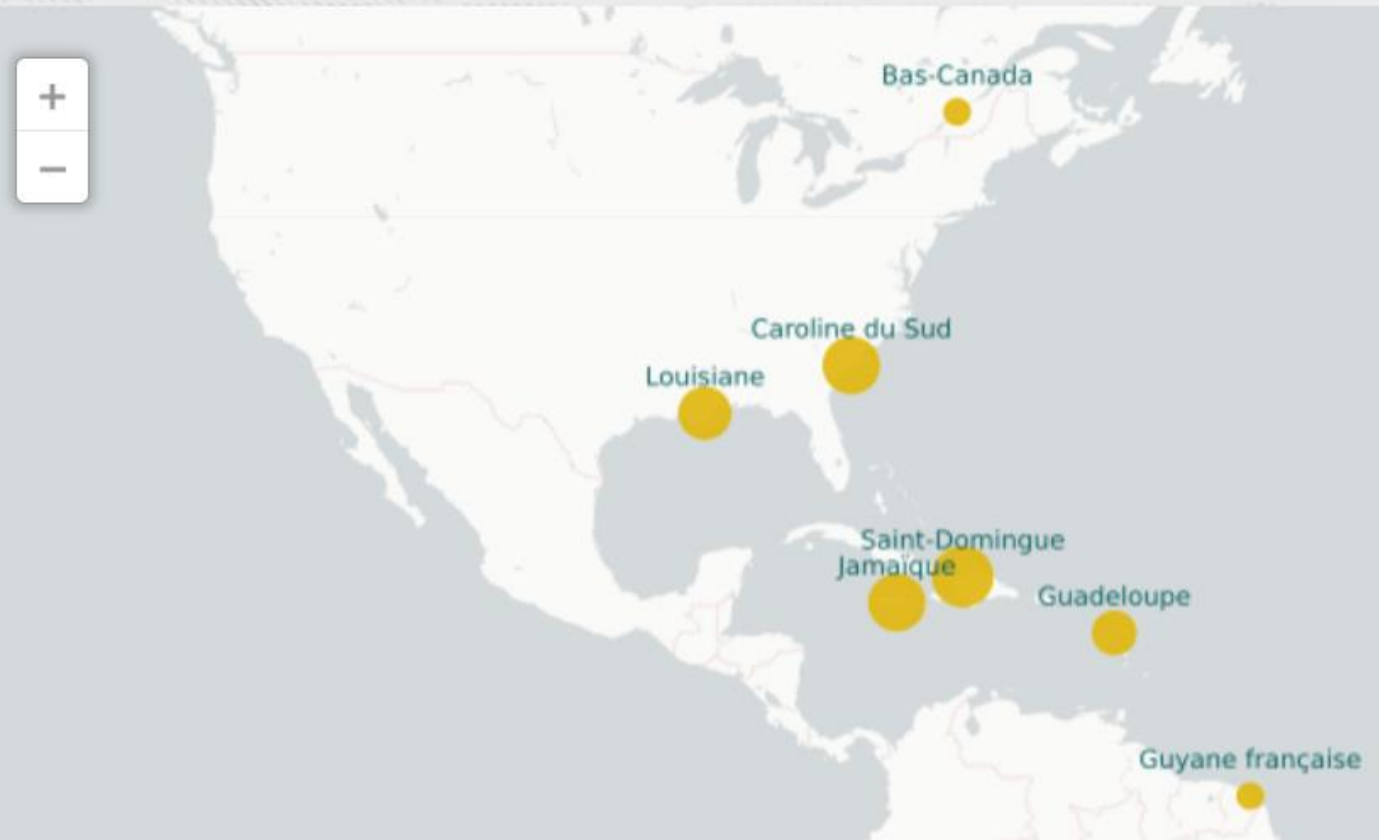 +
−
Bas-Canada
Caroline du Sud
Louisiane
Saint-Domingue
Jamaïque
Guadeloupe
Guyane française